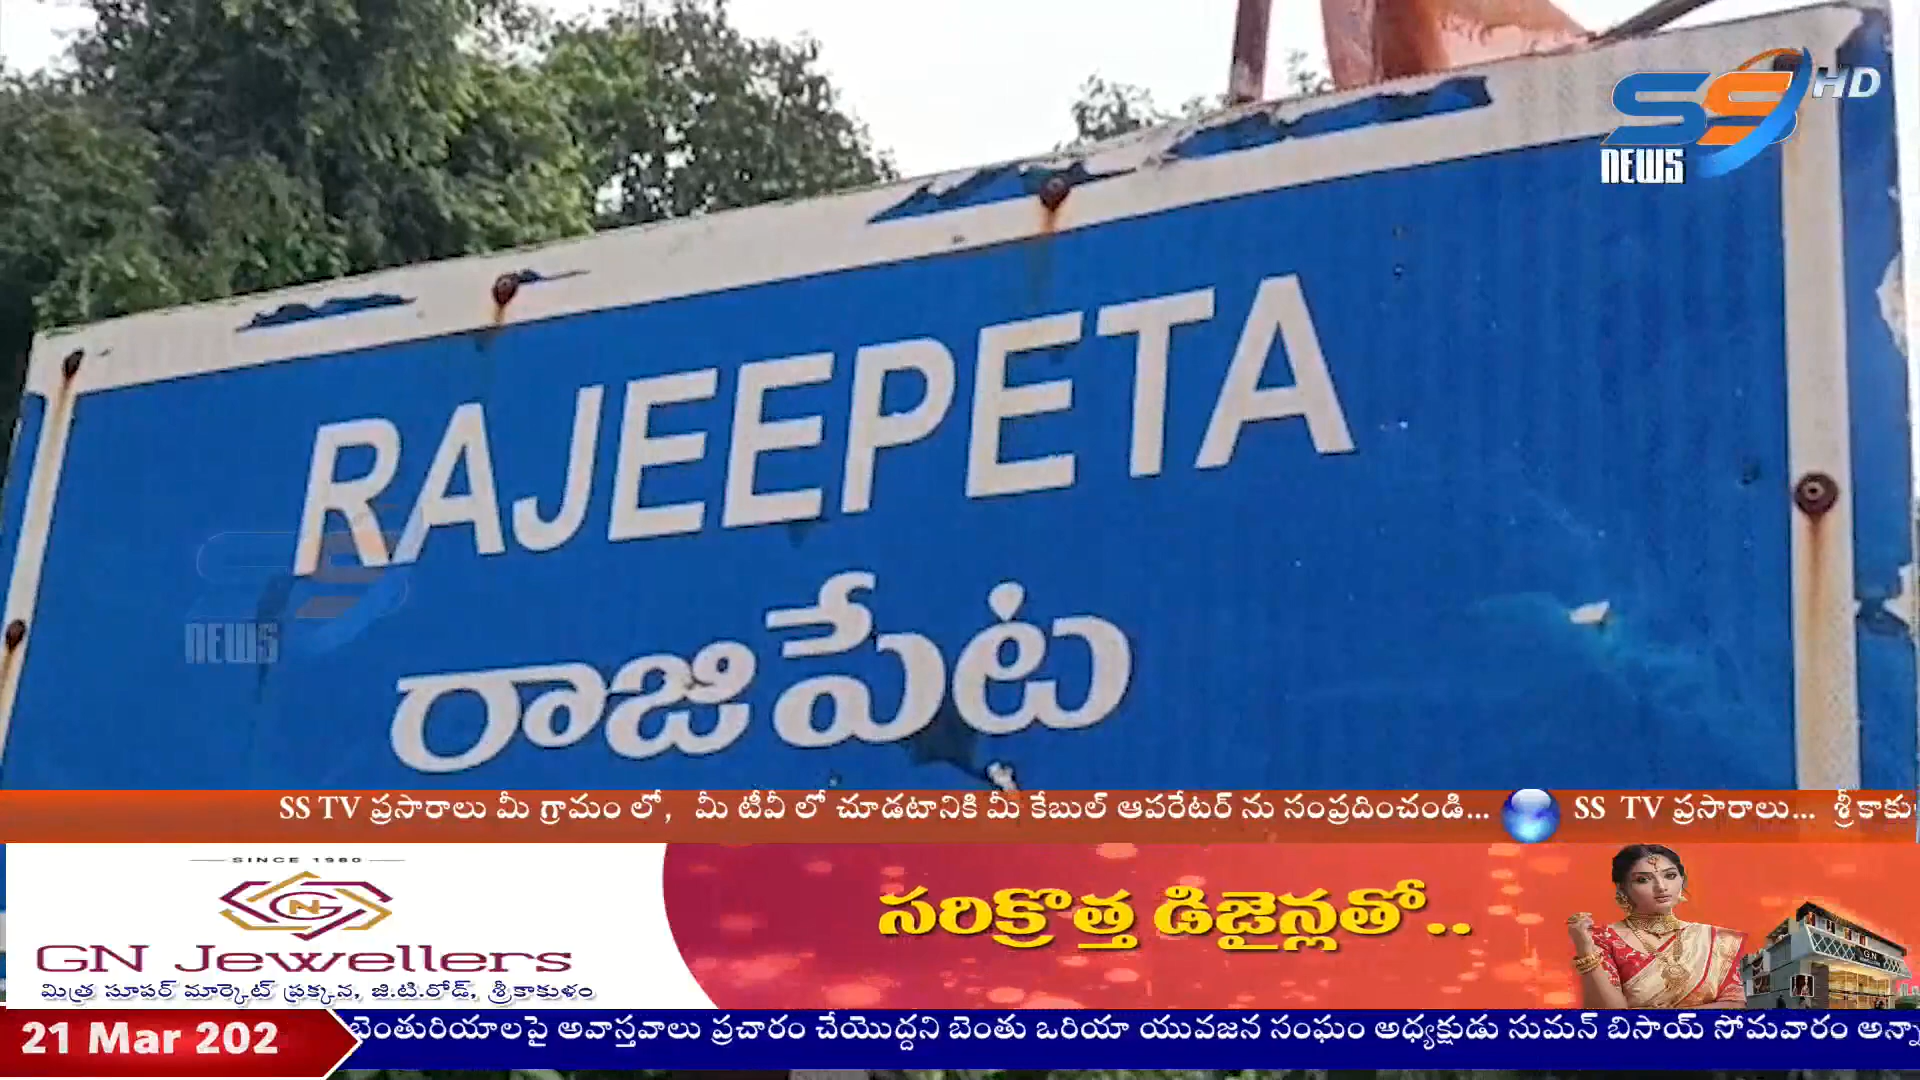 SS HD
NEWS
RAJEEPETA
రాజిపేట
NEWS
SS TV ప్రసారాలు మీ గ్రామం లో, మీ టీవీ లో చూడటానికి మీ కేబుల్ ఆపరేటర్ ను సంప్రదించండి... SS TV ప్రసారాలు... శ్రీకాకు
SINCE 1980
GN
GN Jewellers
మిత్ర సూపర్ మార్కెట్ ప్రక్కన, జి.టి.రోడ్, శ్రీకాకుళం
సరిక్రొత్త డిజైన్లతో..
21 Mar 202
బెంతురియాలపై అవాస్తవాలు ప్రచారం చేయొద్దని బెంతు ఒరియా యువజన సంఘం అధ్యక్షుడు సుమన్ బిసాయ్ సోమవారం అన్నా